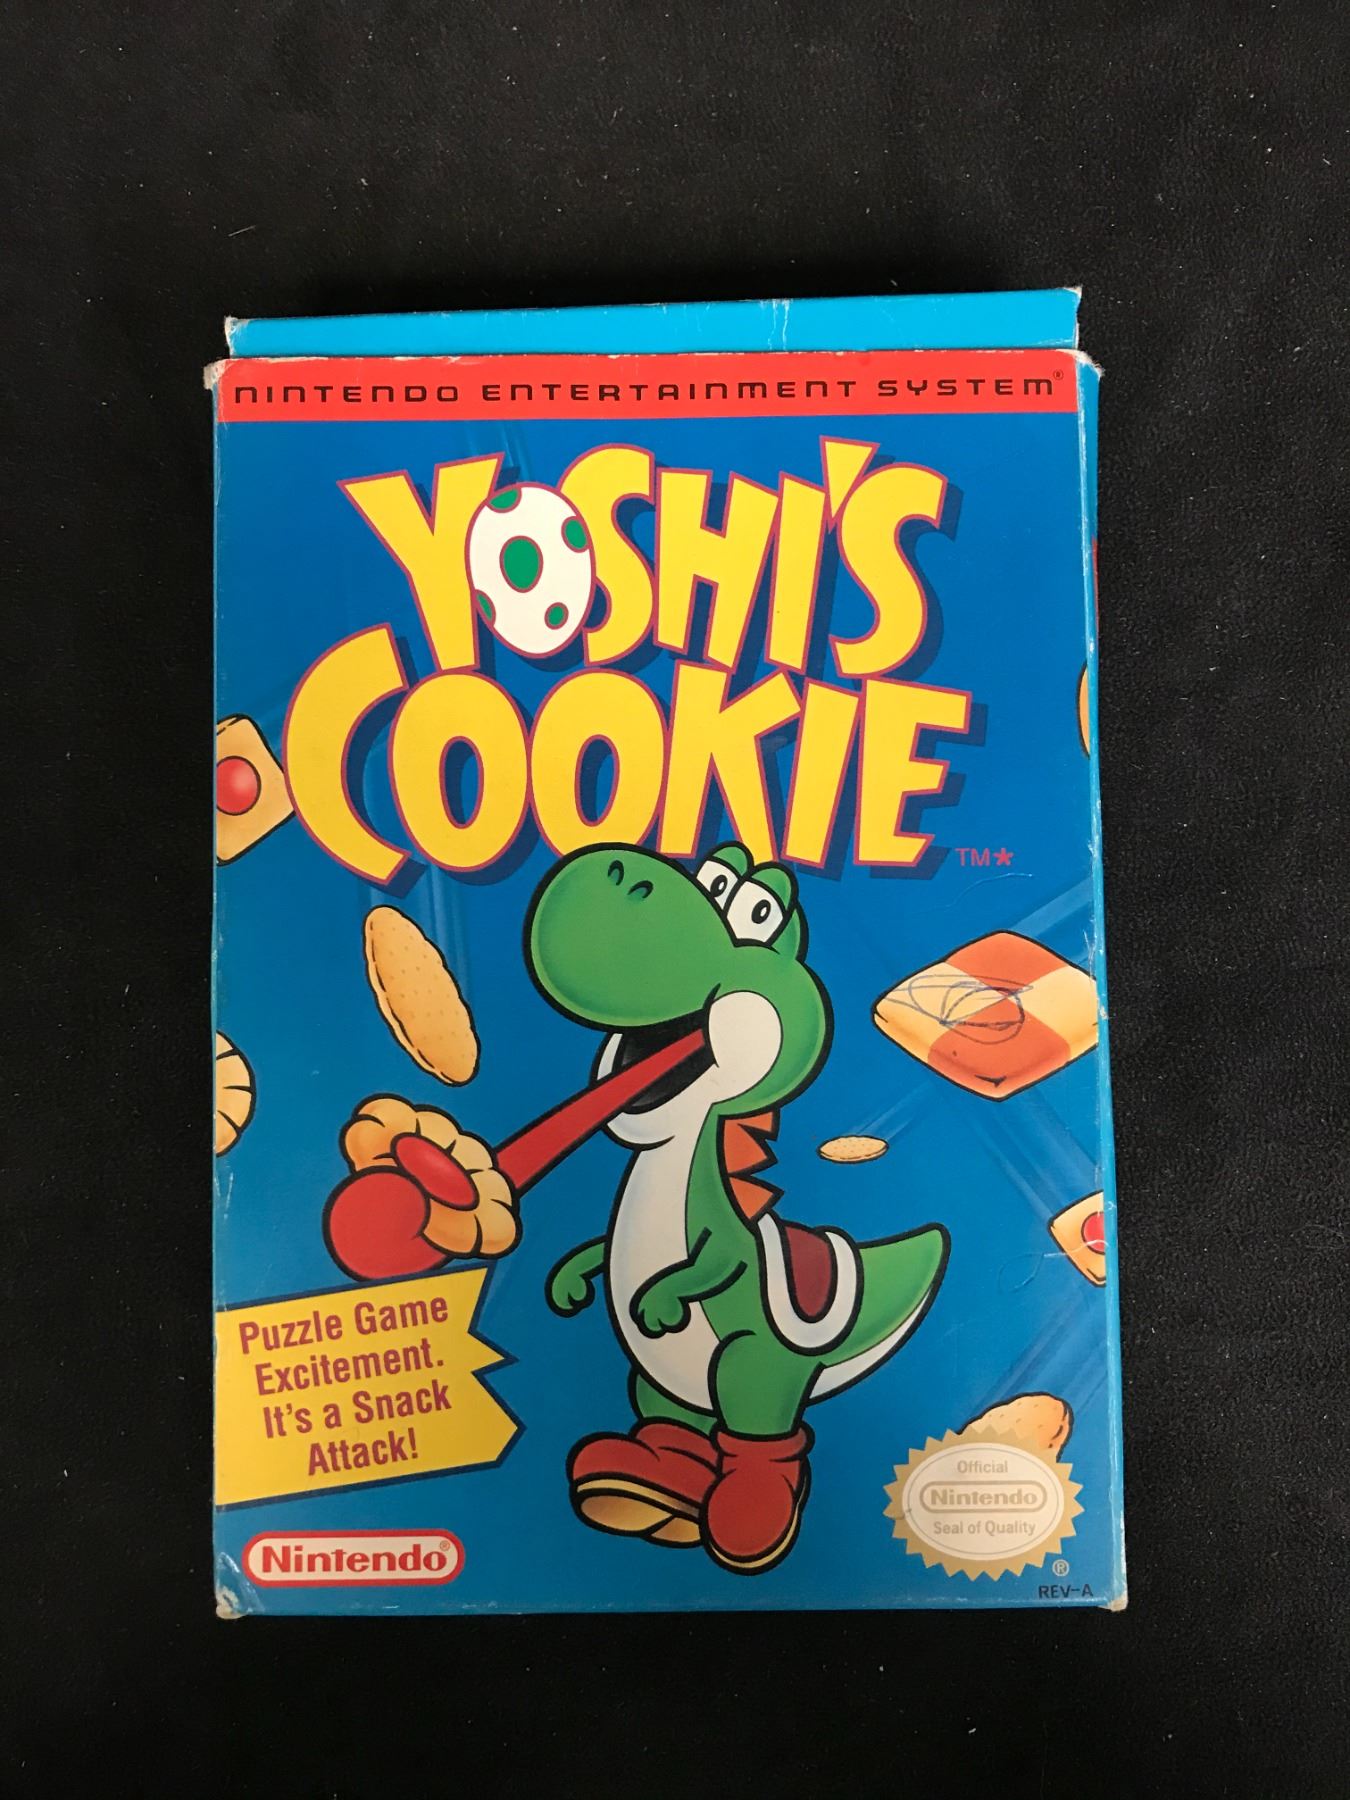 NINTENDO ENTERTAINMENT SYSTEM®
YOSHI'S
COOKIE
TM*
Puzzle Game
Excitement.
It's a Snack
Attack!
Nintendo®
Official
Nintendo
Seal of Quality
®
REV-A